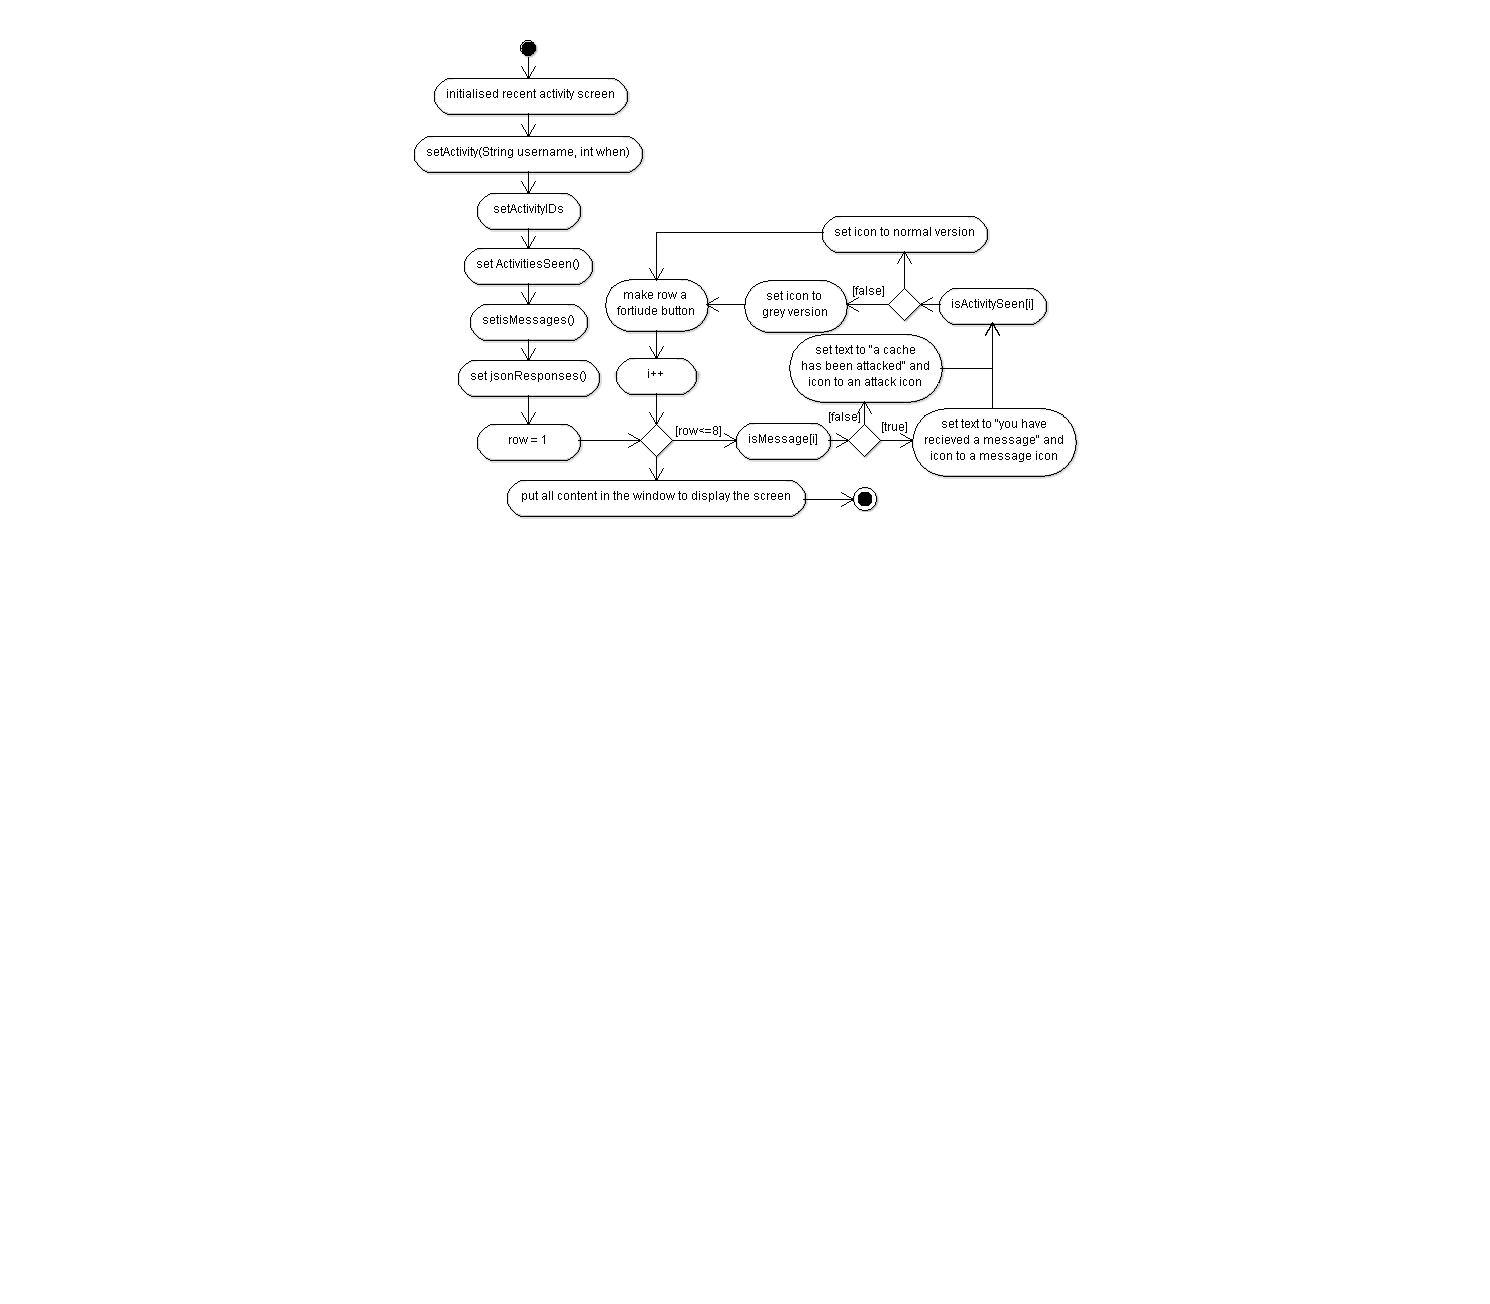 initialised recent activity screen
setActivity(String username, int when)
setActivityIDs
set ActivitiesSeen()
setisMessages()
set jsonResponses()
row = 1
[row<=8]
isMessage[i]
[false]
[true]
set text to "a cache
has been attacked" and
icon to an attack icon
set text to "you have
recieved a message" and
icon to a message icon
isActivitySeen[i]
[false]
set icon to normal version
set icon to
grey version
make row a
fortiude button
i++
put all content in the window to display the screen